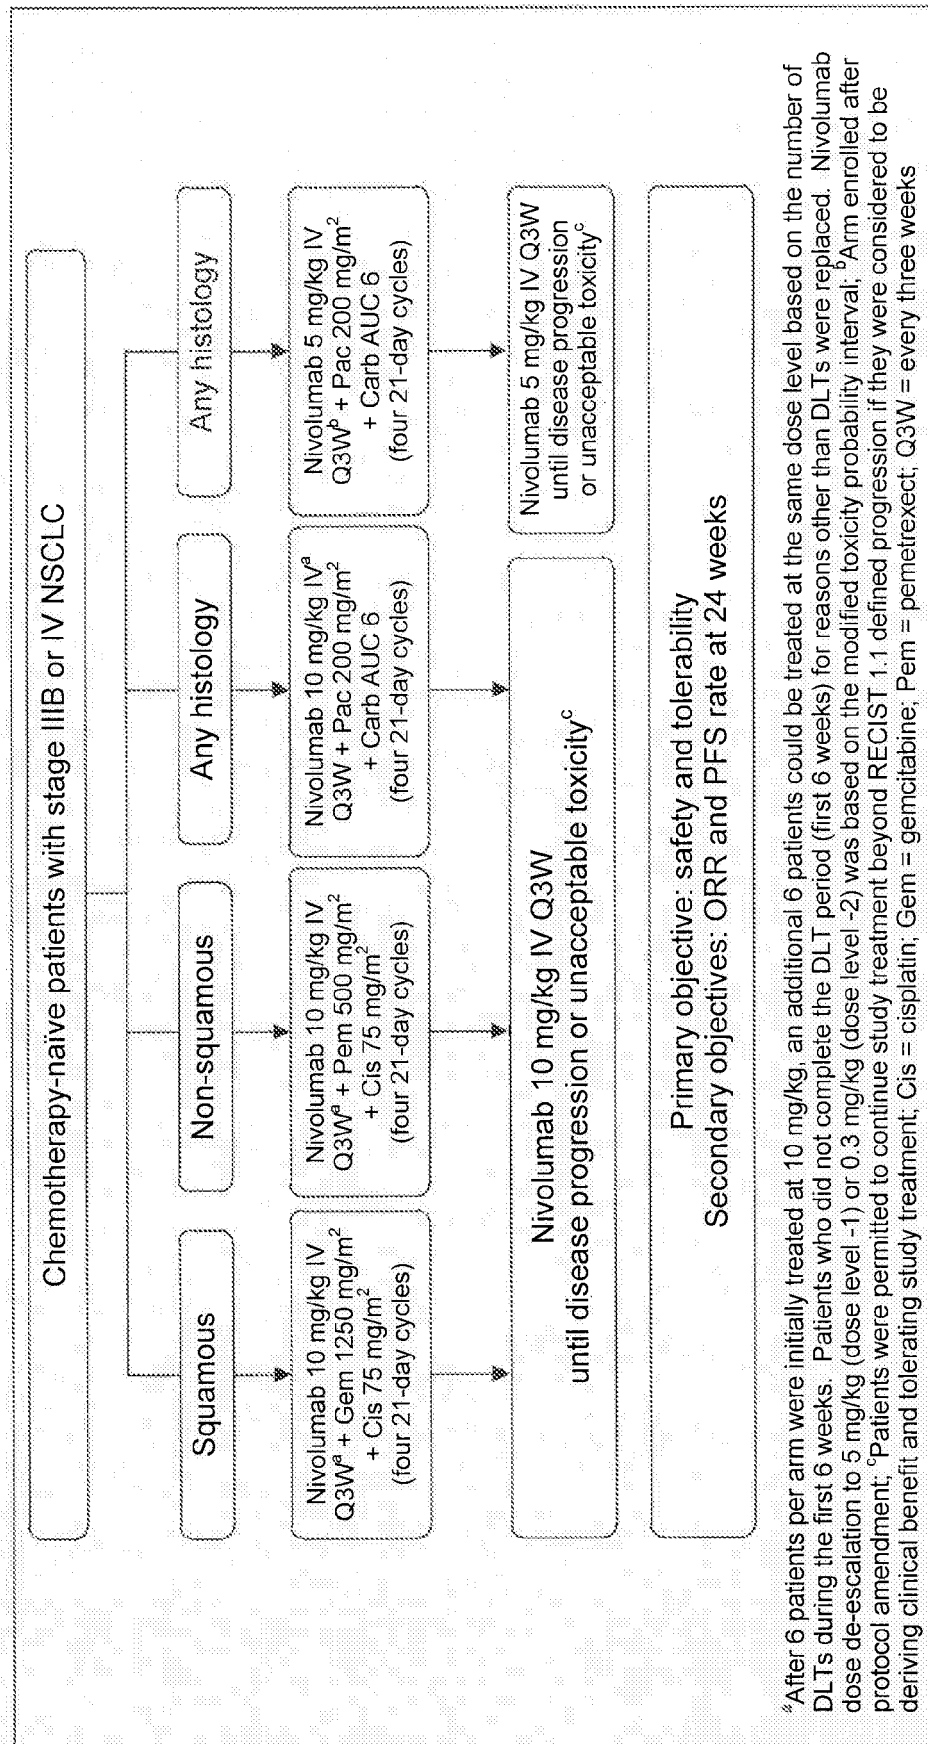 Chemotherapy-naïve patients with stage IIIB or IV NSCLC
Squamous
Non-squamous
Any histology
Any histology
Nivolumab 10 mg/kg IV
Q3Wᵃ + Gem 1250 mg/m²
+ Cis 75 mg/m²
(four 21-day cycles)
Nivolumab 10 mg/kg IV
Q3Wᵃ + Pem 500 mg/m²
+ Cis 75 mg/m²
(four 21-day cycles)
Nivolumab 10 mg/kg IVᵃ
Q3W + Pac 200 mg/m²
+ Carb AUC 6
(four 21-day cycles)
Nivolumab 5 mg/kg IV
Q3Wᵇ + Pac 200 mg/m²
+ Carb AUC 6
(four 21-day cycles)
Nivolumab 10 mg/kg IV Q3W
until disease progression or unacceptable toxicityᶜ
Nivolumab 5 mg/kg IV Q3W
until disease progression
or unacceptable toxicityᶜ
Primary objective: safety and tolerability
Secondary objectives: ORR and PFS rate at 24 weeks
ᵃAfter 6 patients per arm were initially treated at 10 mg/kg, an additional 6 patients could be treated at the same dose level based on the number of
DLTs during the first 6 weeks. Patients who did not complete the DLT period (first 6 weeks) for reasons other than DLTs were replaced. Nivolumab
dose de-escalation to 5 mg/kg (dose level -1) or 0.3 mg/kg (dose level -2) was based on the modified toxicity probability interval; ᵇArm enrolled after
protocol amendment; ᶜPatients were permitted to continue study treatment beyond RECIST 1.1 defined progression if they were considered to be
deriving clinical benefit and tolerating study treatment; Cis = cisplatin; Gem = gemcitabine; Pem = pemetrexect; Q3W = every three weeks